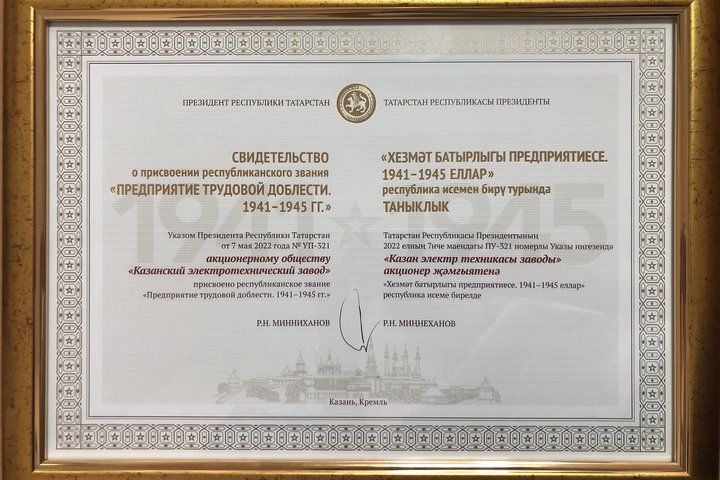 ПРЕЗИДЕНТ РЕСПУБЛИКИ ТАТАРСТАН
СВИДЕТЕЛЬСТВО
о присвоении республиканского звания
«ПРЕДПРИЯТИЕ ТРУДОВОЙ ДОБЛЕСТИ.
1941–1945 ГГ.»
Указом Президента Республики Татарстан
от 7 мая 2022 года № УП-321
акционерному обществу
«Казанский электротехнический завод»
присвоено республиканское звание
«Предприятие трудовой доблести. 1941–1945 гг.»
Р.Н. МИННИХАНОВ
ТАТАРСТАН РЕСПУБЛИКАСЫ ПРЕЗИДЕНТЫ
«ХЕЗМӘТ БАТЫРЛЫГЫ ПРЕДПРИЯТИЕСЕ.
1941–1945 ЕЛЛАР»
республика исемен бирү турында
ТАНЫКЛЫК
Татарстан Республикасы Президентының
2022 елның 7нче маендагы ПУ-321 номерлы Указы нигезендә
«Казан электр техникасы заводы»
акционер җәмгыятенә
«Хезмәт батырлыгы предприятиесе. 1941–1945 еллар»
республика исеме бирелде
Р.Н. МИҢНЕХАНОВ
Казань, Кремль
1941 1945